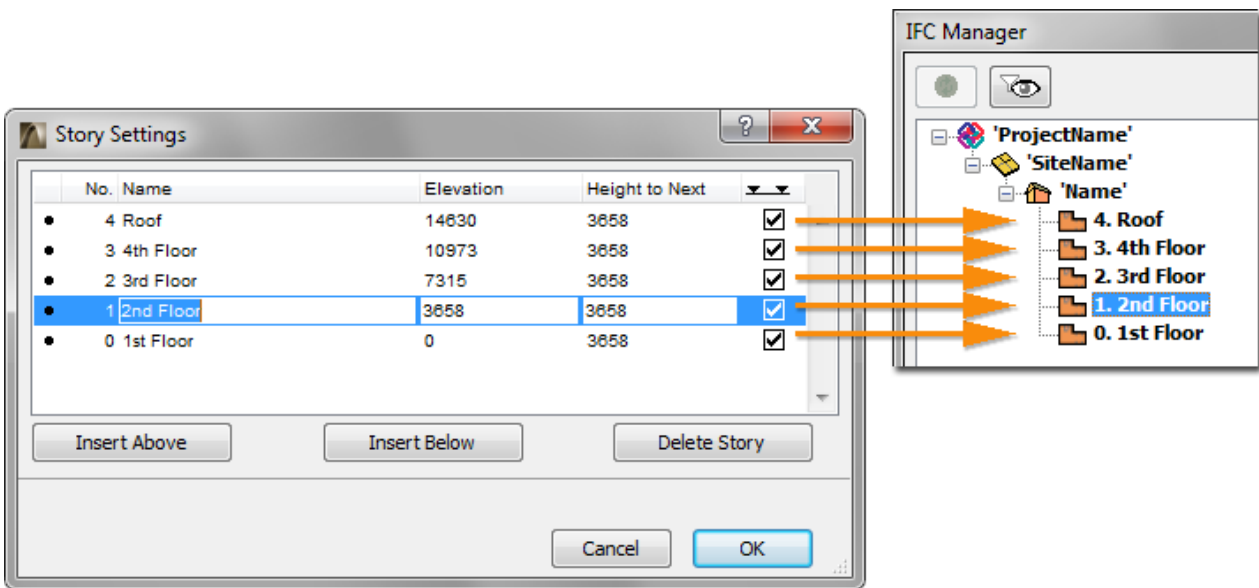 IFC Manager
'ProjectName'
'SiteName'
'Name'
4. Roof
3. 4th Floor
2. 3rd Floor
1. 2nd Floor
0. 1st Floor
Story Settings
No. Name Elevation Height to Next
4 Roof 14630 3658
3 4th Floor 10973 3658
2 3rd Floor 7315 3658
1 2nd Floor 3658 3658
0 1st Floor 0 3658
Insert Above Insert Below Delete Story
Cancel OK